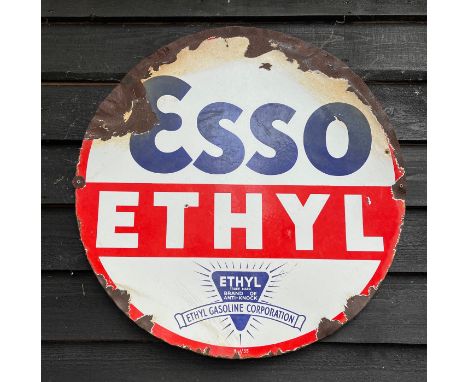 ESSO
ETHYL
ETHYL
BRAND OF
ANTI-KNOCK
ETHYL GASOLINE CORPORATION